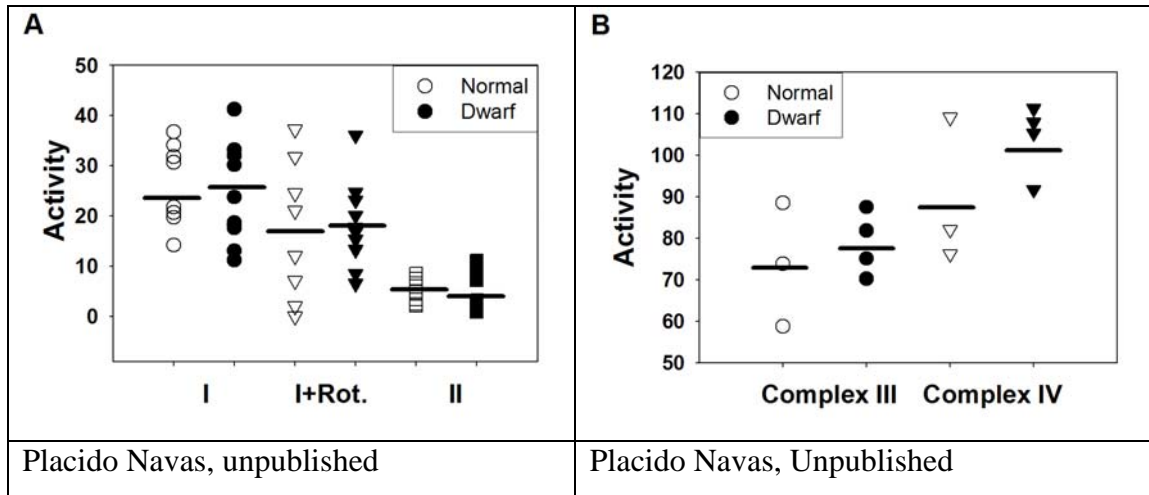 A
Activity
50
40
30
20
10
0
Normal
Dwarf
I I+Rot. II
B
Activity
120
110
100
90
80
70
60
50
Normal
Dwarf
Complex III Complex IV
Placido Navas, unpublished
Placido Navas, Unpublished